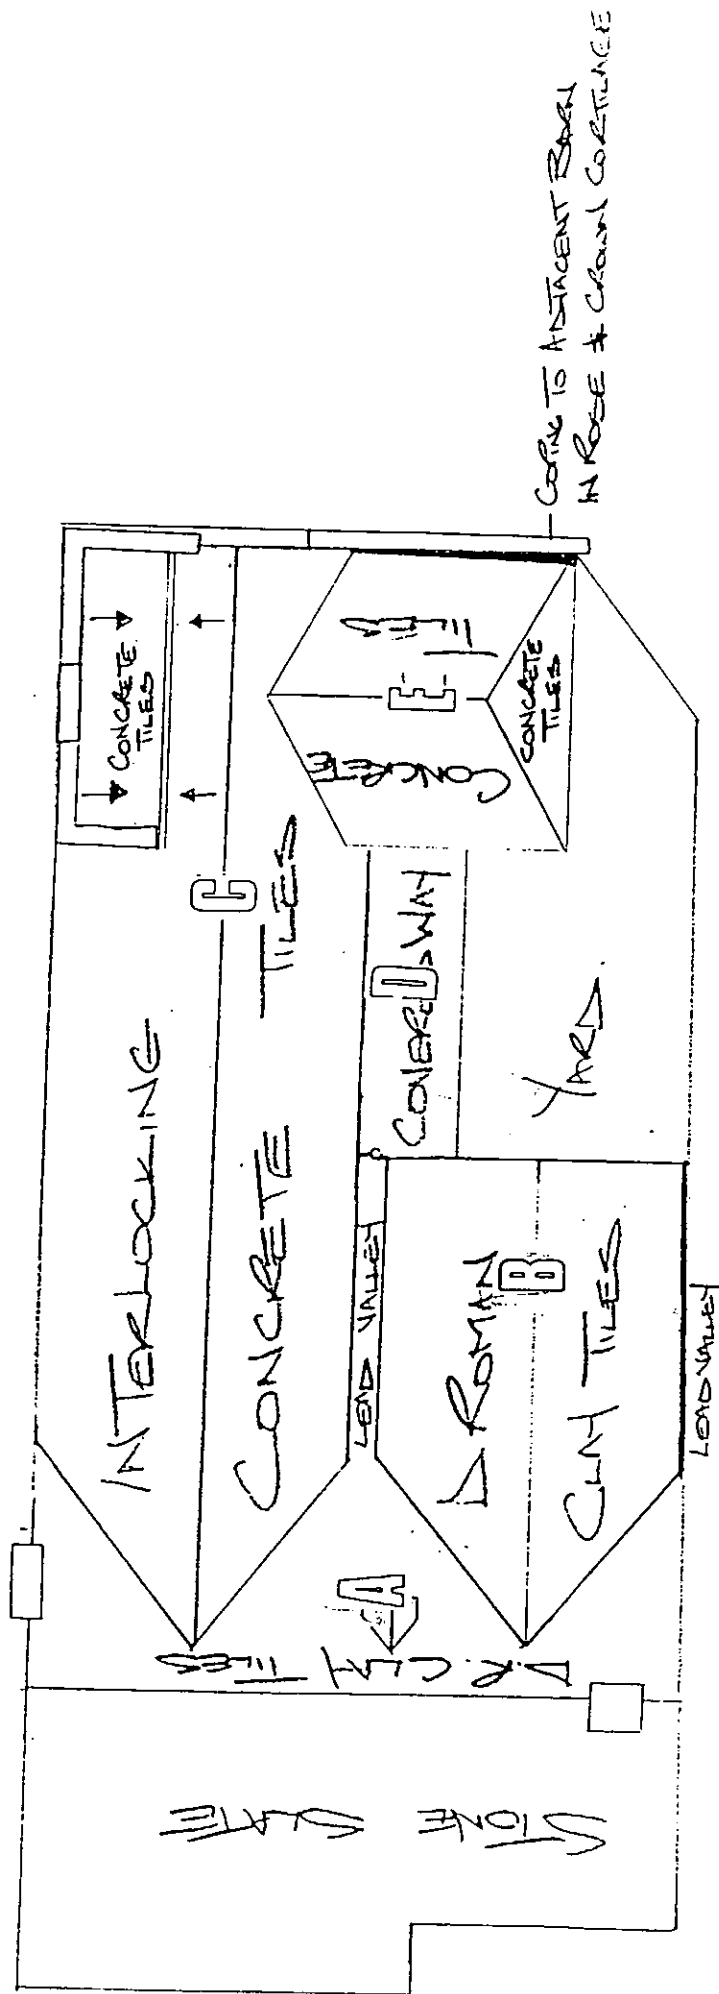 COPING TO ADJACENT BARN
IN ROSE & CROWN CORTILAGE
CONCRETE
TILES
C
INTERLOCKING
CONCRETE TILES
CONCRETE TILES
E
CONCRETE
TILES
COVERED WAY
D
YARD
LEAD VALLEY
D. ROMAN
B
CLAY TILES
LEAD VALLEY
A
D.R. CLAY TILES
STONE SLATE